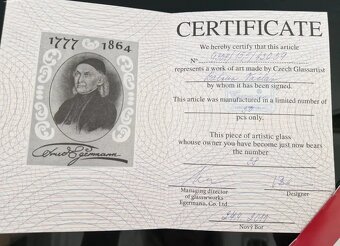 1777 1864
Fried. Egermann
CERTIFICATE
We hereby certify that this article
N°
represents a work of art made by Czech Glassartist
by whom it has been signed.
This article was manufactured in a limited number of
pcs only.
This piece of artistic glass
whouse owner you have become just now bears
the number:
Managing director
of glassworks
Egermann, Co. Ltd.
Designer
Nový Bor